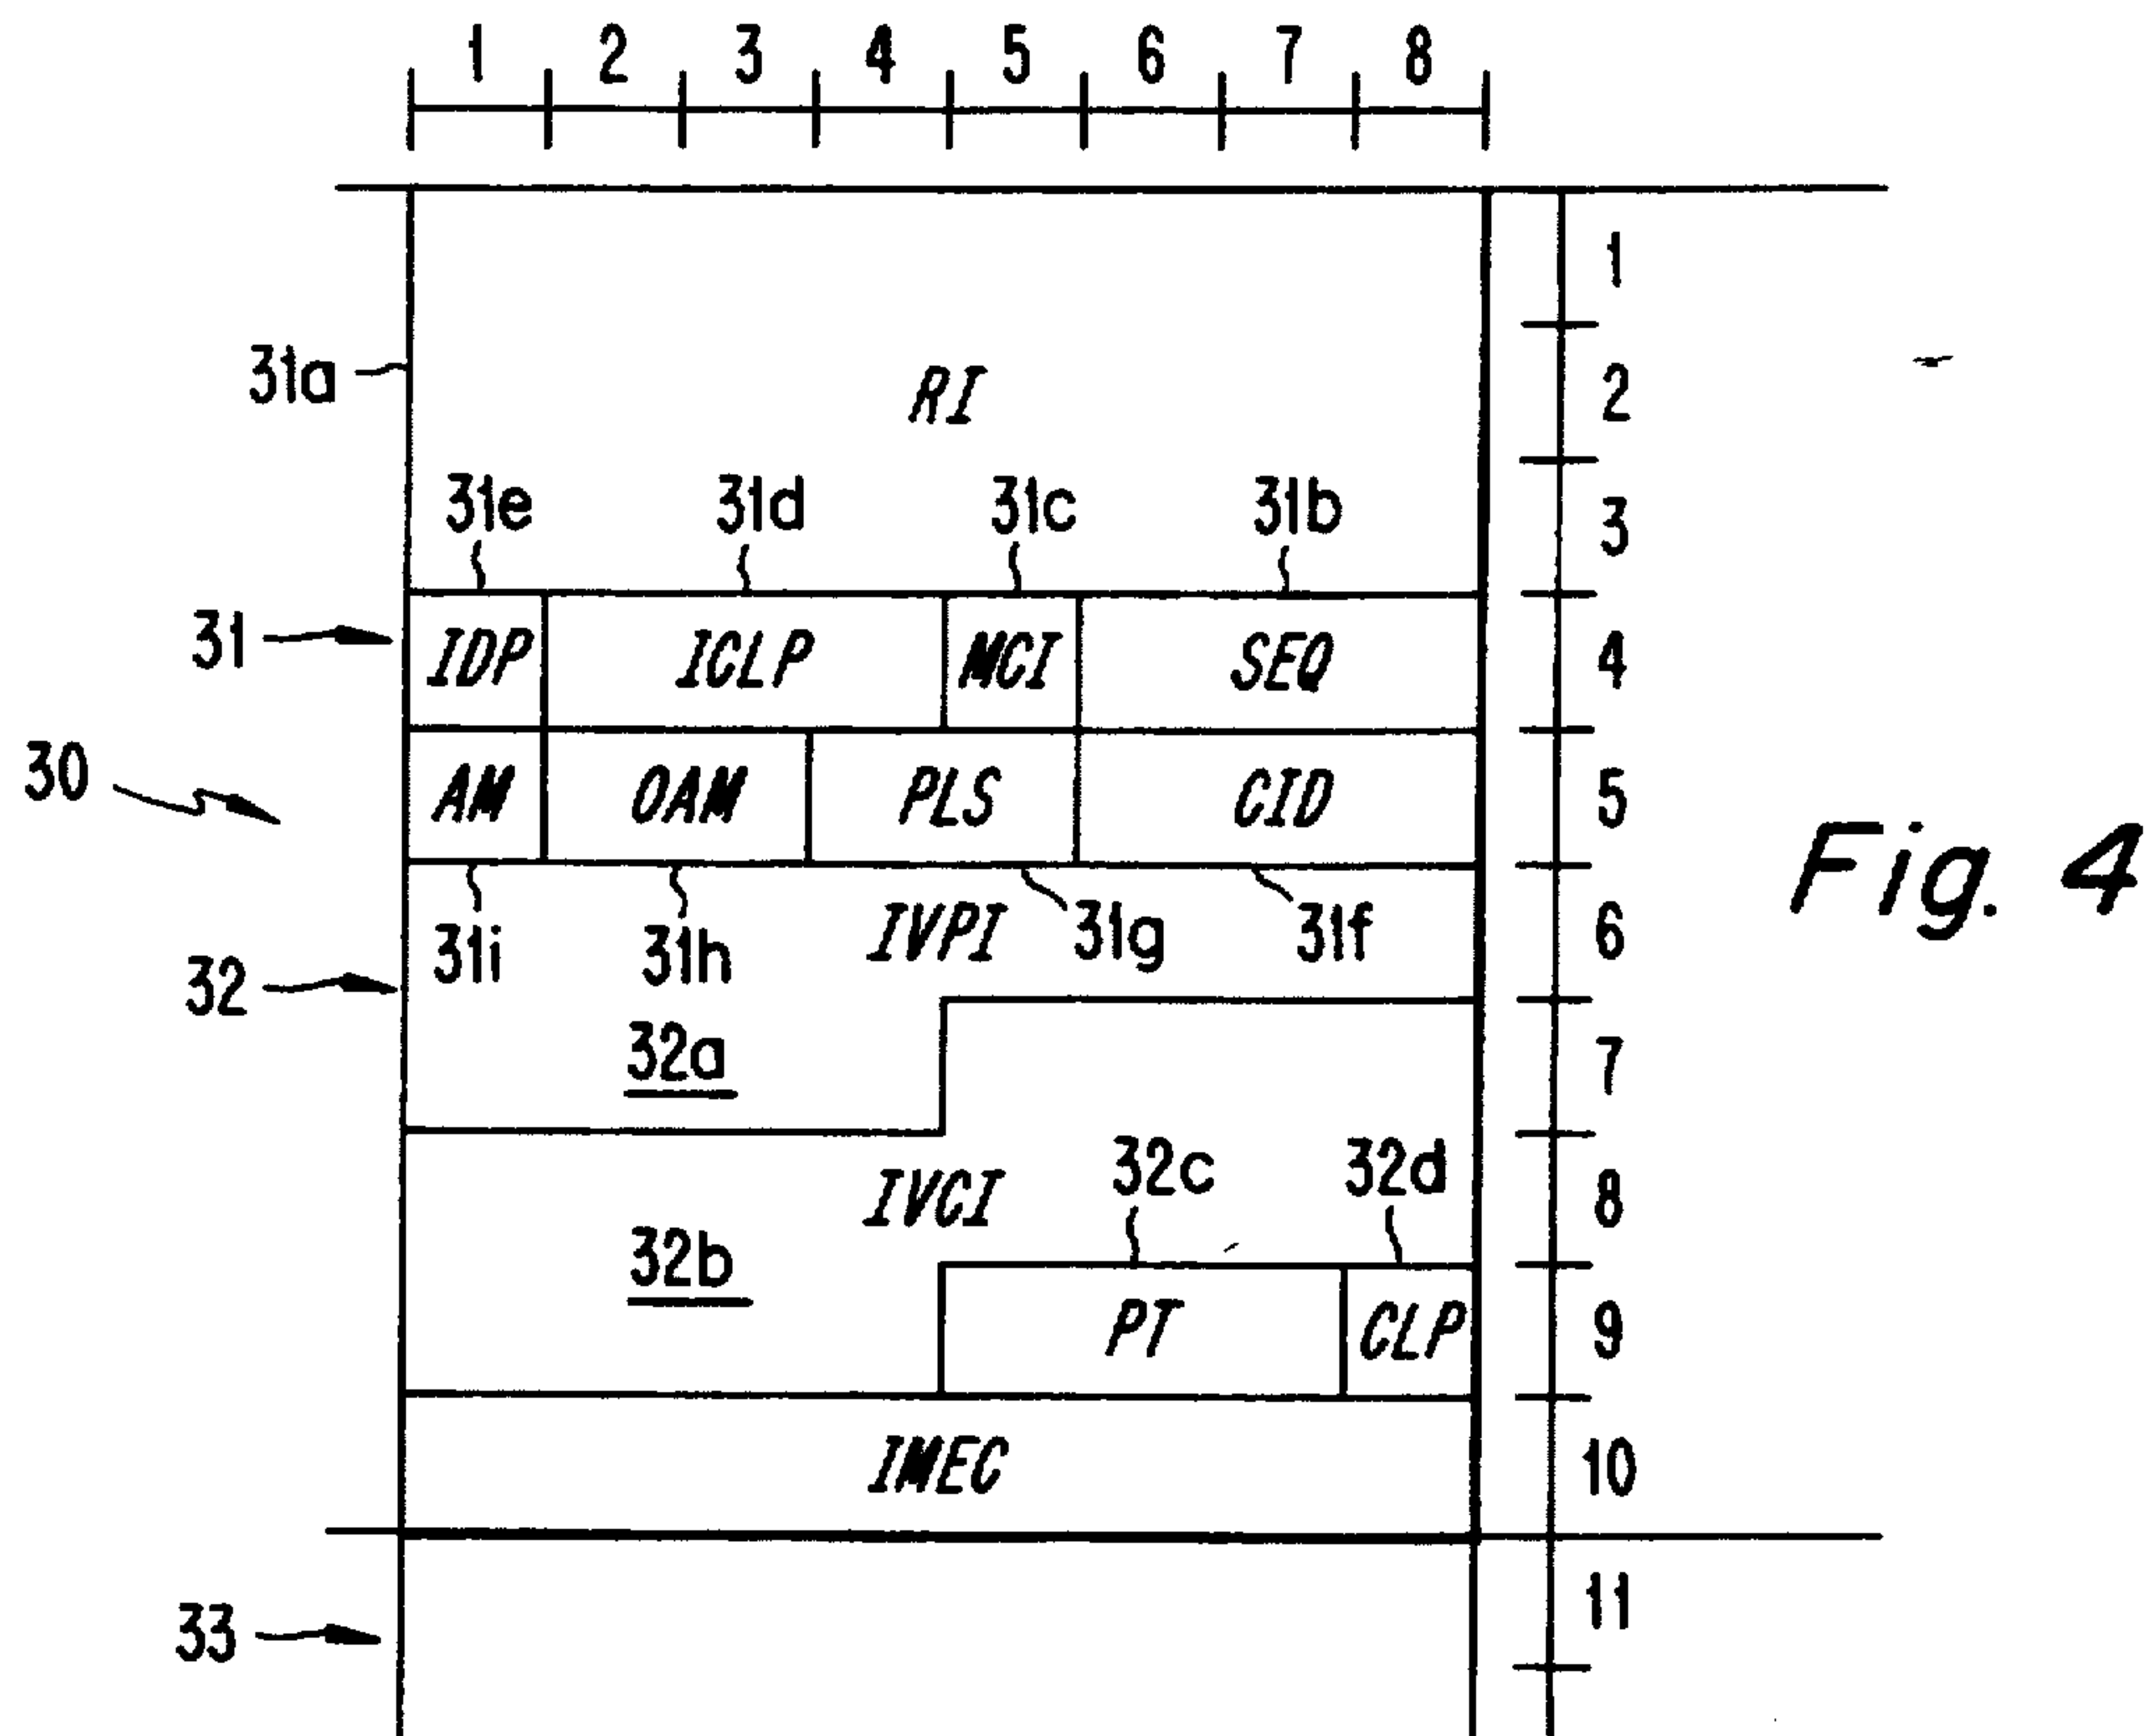 1 2 3 4 5 6 7 8
1
31a
2
RI
31e 31d 31c 31b
3
31
IDP ICLP MCI SEQ
4
30
AM OAM PLS CID
5
Fig. 4
IVPI 31g 31f
6
31i 31h
32
32a
7
32c 32d
IVCI
8
32b
PT CLP
9
IMEC
10
11
33